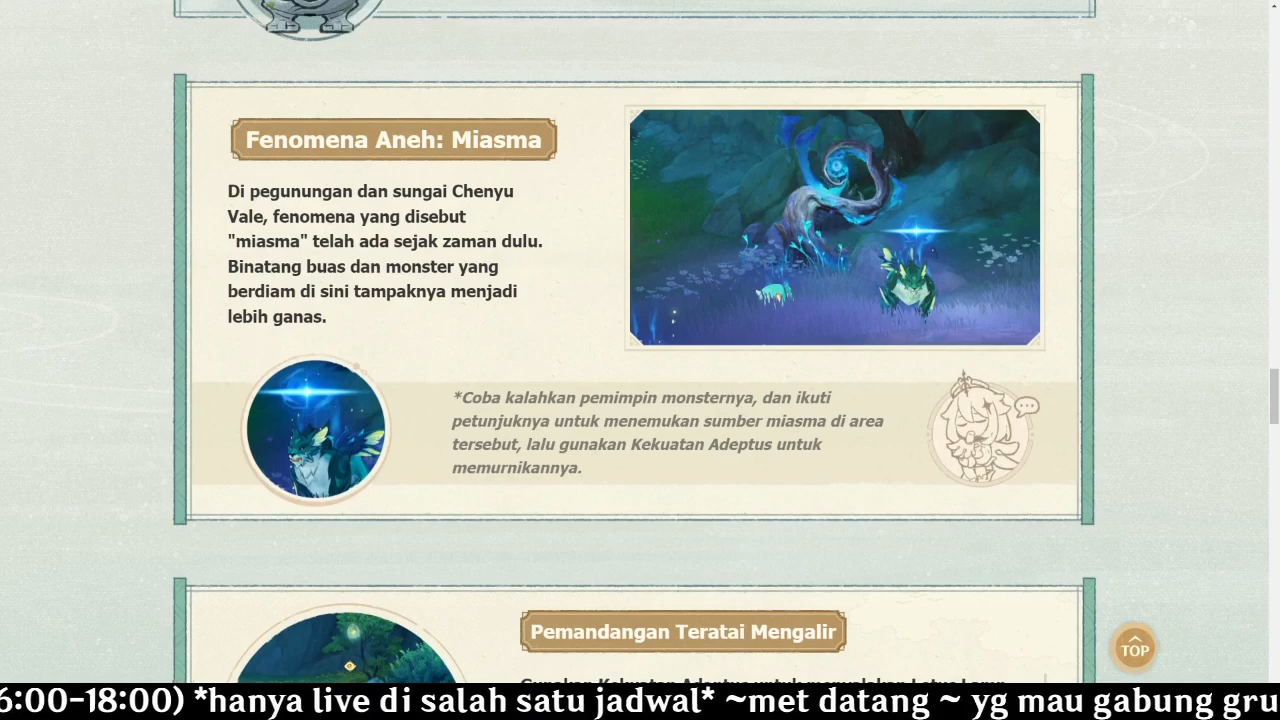 Fenomena Aneh: Miasma
Di pegunungan dan sungai Chenyu
Vale, fenomena yang disebut
"miasma" telah ada sejak zaman dulu.
Binatang buas dan monster yang
berdiam di sini tampaknya menjadi
lebih ganas.
*Coba kalahkan pemimpin monsternya, dan ikuti
petunjuknya untuk menemukan sumber miasma di area
tersebut, lalu gunakan Kekuatan Adeptus untuk
memurnikannya.
Pemandangan Teratai Mengalir
TOP
6:00-18:00) *hanya live di salah satu jadwal* ~met datang ~ yg mau gabung gru